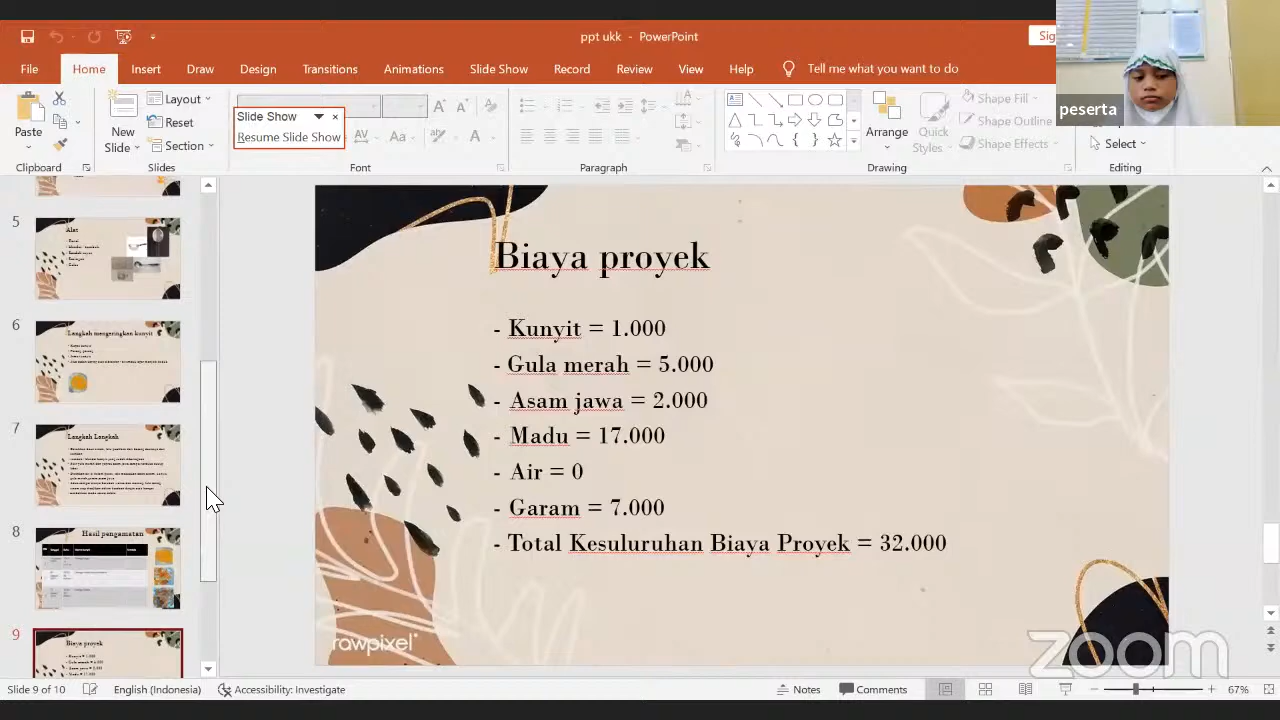 ppt ukk - PowerPoint
Sig
File Home Insert Draw Design Transitions Animations Slide Show Record Review View Help Tell me what you want to do
peserta
Paste
Clipboard
New
Slide
Layout
Reset
Section
Slides
Slide Show
Resume Slide Show
Aa
A
Font
Paragraph
Arrange
Quick
Styles
Shape Fill
Shape Outline
Shape Effects
Drawing
Select
Editing
5
Alat
6
Langkah mengeringkan kunyit
7
Langkah Langkah
8
Hasil pengamatan
9
Biaya proyek
Biaya proyek
- Kunyit = 1.000
- Gula merah = 5.000
- Asam jawa = 2.000
- Madu = 17.000
- Air = 0
- Garam = 7.000
- Total Kesuluruhan Biaya Proyek = 32.000
rawpixel
zoom
Slide 9 of 10 English (Indonesia) Accessibility: Investigate Notes Comments 67%